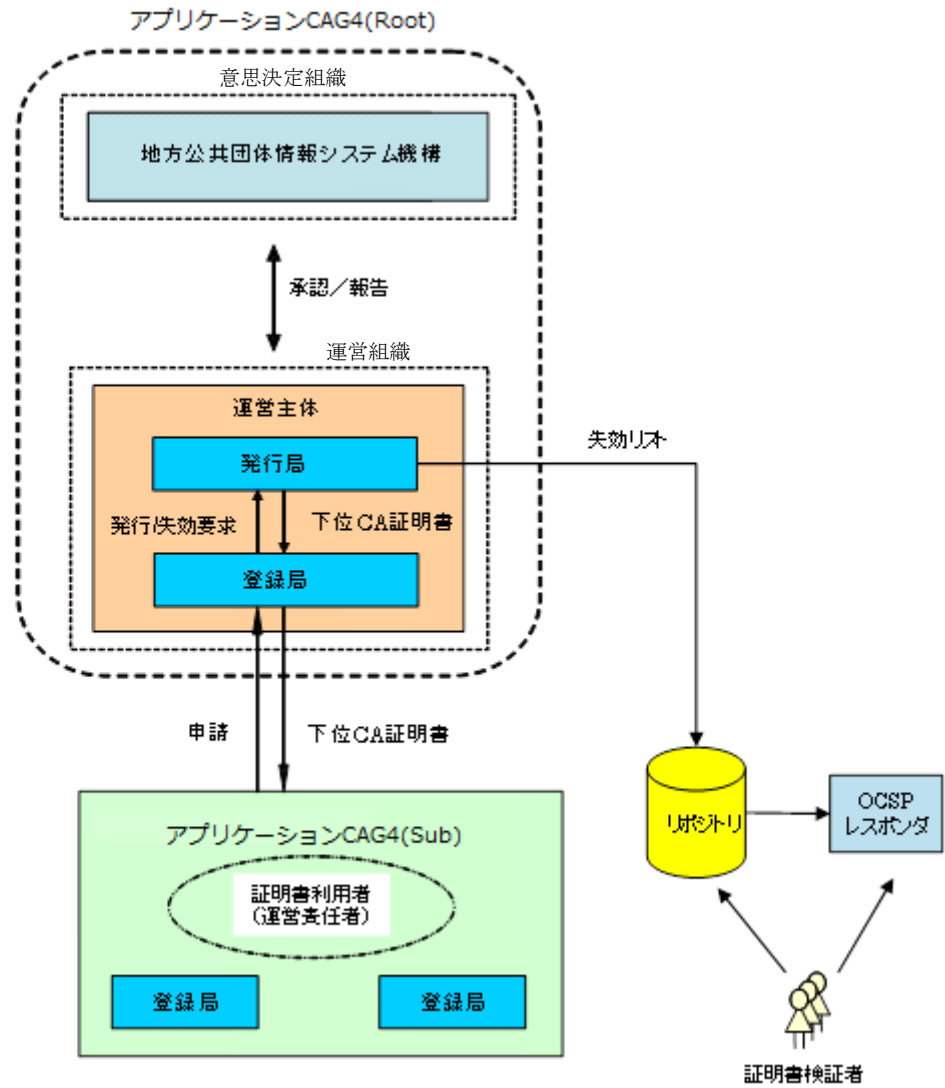 アプリケーションCAG4(Root)
意思決定組織
地方公共団体情報システム機構
承認／報告
運営組織
運営主体
発行局
失効リスト
発行/失効要求
下位CA証明書
登録局
申請
下位CA証明書
アプリケーションCAG4(Sub)
証明書利用者
（運営責任者）
登録局
登録局
リポジトリ
OCSP
レスポンダ
証明書検証者